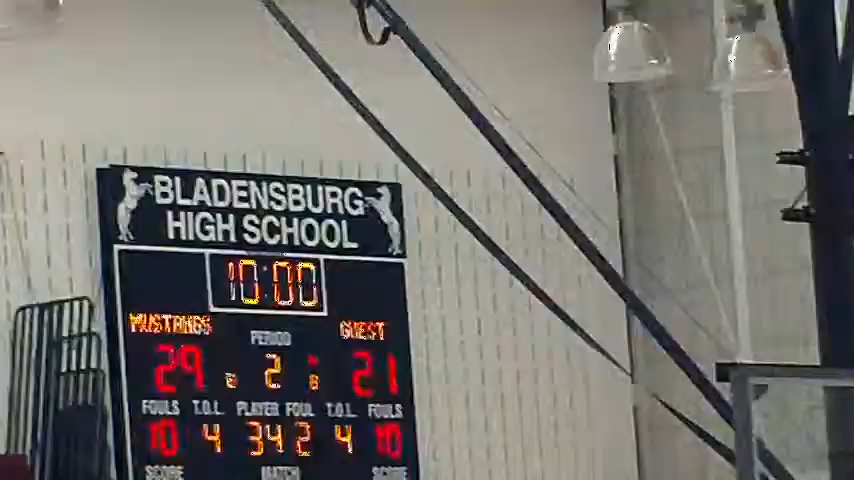 BLADENSBURG
HIGH SCHOOL
10:00
MUSTANGS GUEST
PERIOD
29 2 21
B
FOULS T.O.L. PLAYER FOUL T.O.L. FOULS
10 4 34 2 4 10
SCORE MATCH SCORE